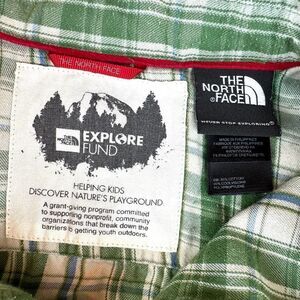 THE NORTH FACE
EXPLORE
FUND
HELPING KIDS
DISCOVER NATURE'S PLAYGROUND
A grant-giving program committed
to supporting nonprofit, community
organizations that break down the
barriers to getting youth outdoors.
THE
NORTH
FACE
NEVER STOP EXPLORING